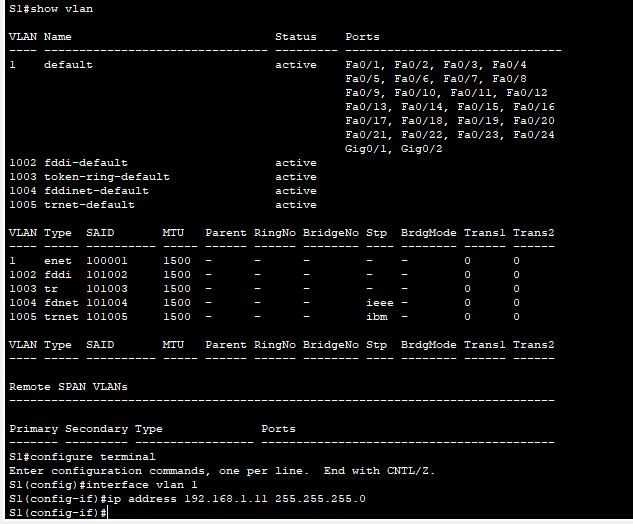 S1#show vlan
VLAN Name                             Status    Ports
---- -------------------------------- --------- -------------------------------
1    default                          active    Fa0/1, Fa0/2, Fa0/3, Fa0/4
                                                Fa0/5, Fa0/6, Fa0/7, Fa0/8
                                                Fa0/9, Fa0/10, Fa0/11, Fa0/12
                                                Fa0/13, Fa0/14, Fa0/15, Fa0/16
                                                Fa0/17, Fa0/18, Fa0/19, Fa0/20
                                                Fa0/21, Fa0/22, Fa0/23, Fa0/24
                                                Gig0/1, Gig0/2
1002 fddi-default                     active
1003 token-ring-default               active
1004 fddinet-default                  active
1005 trnet-default                    active
VLAN Type  SAID       MTU   Parent RingNo BridgeNo Stp  BrdgMode Trans1 Trans2
---- ----- ---------- ----- ------ ------ -------- ---- -------- ------ ------
1    enet  100001     1500  -      -      -        -    -        0      0
1002 fddi  101002     1500  -      -      -        -    -        0      0
1003 tr    101003     1500  -      -      -        -    -        0      0
1004 fdnet 101004     1500  -      -      -        ieee -        0      0
1005 trnet 101005     1500  -      -      -        ibm  -        0      0
VLAN Type  SAID       MTU   Parent RingNo BridgeNo Stp  BrdgMode Trans1 Trans2
---- ----- ---------- ----- ------ ------ -------- ---- -------- ------ ------
Remote SPAN VLANs
------------------------------------------------------------------------------
Primary Secondary Type              Ports
------- --------- ----------------- ------------------------------------------
S1#configure terminal
Enter configuration commands, one per line.  End with CNTL/Z.
S1(config)#interface vlan 1
S1(config-if)#ip address 192.168.1.11 255.255.255.0
S1(config-if)#